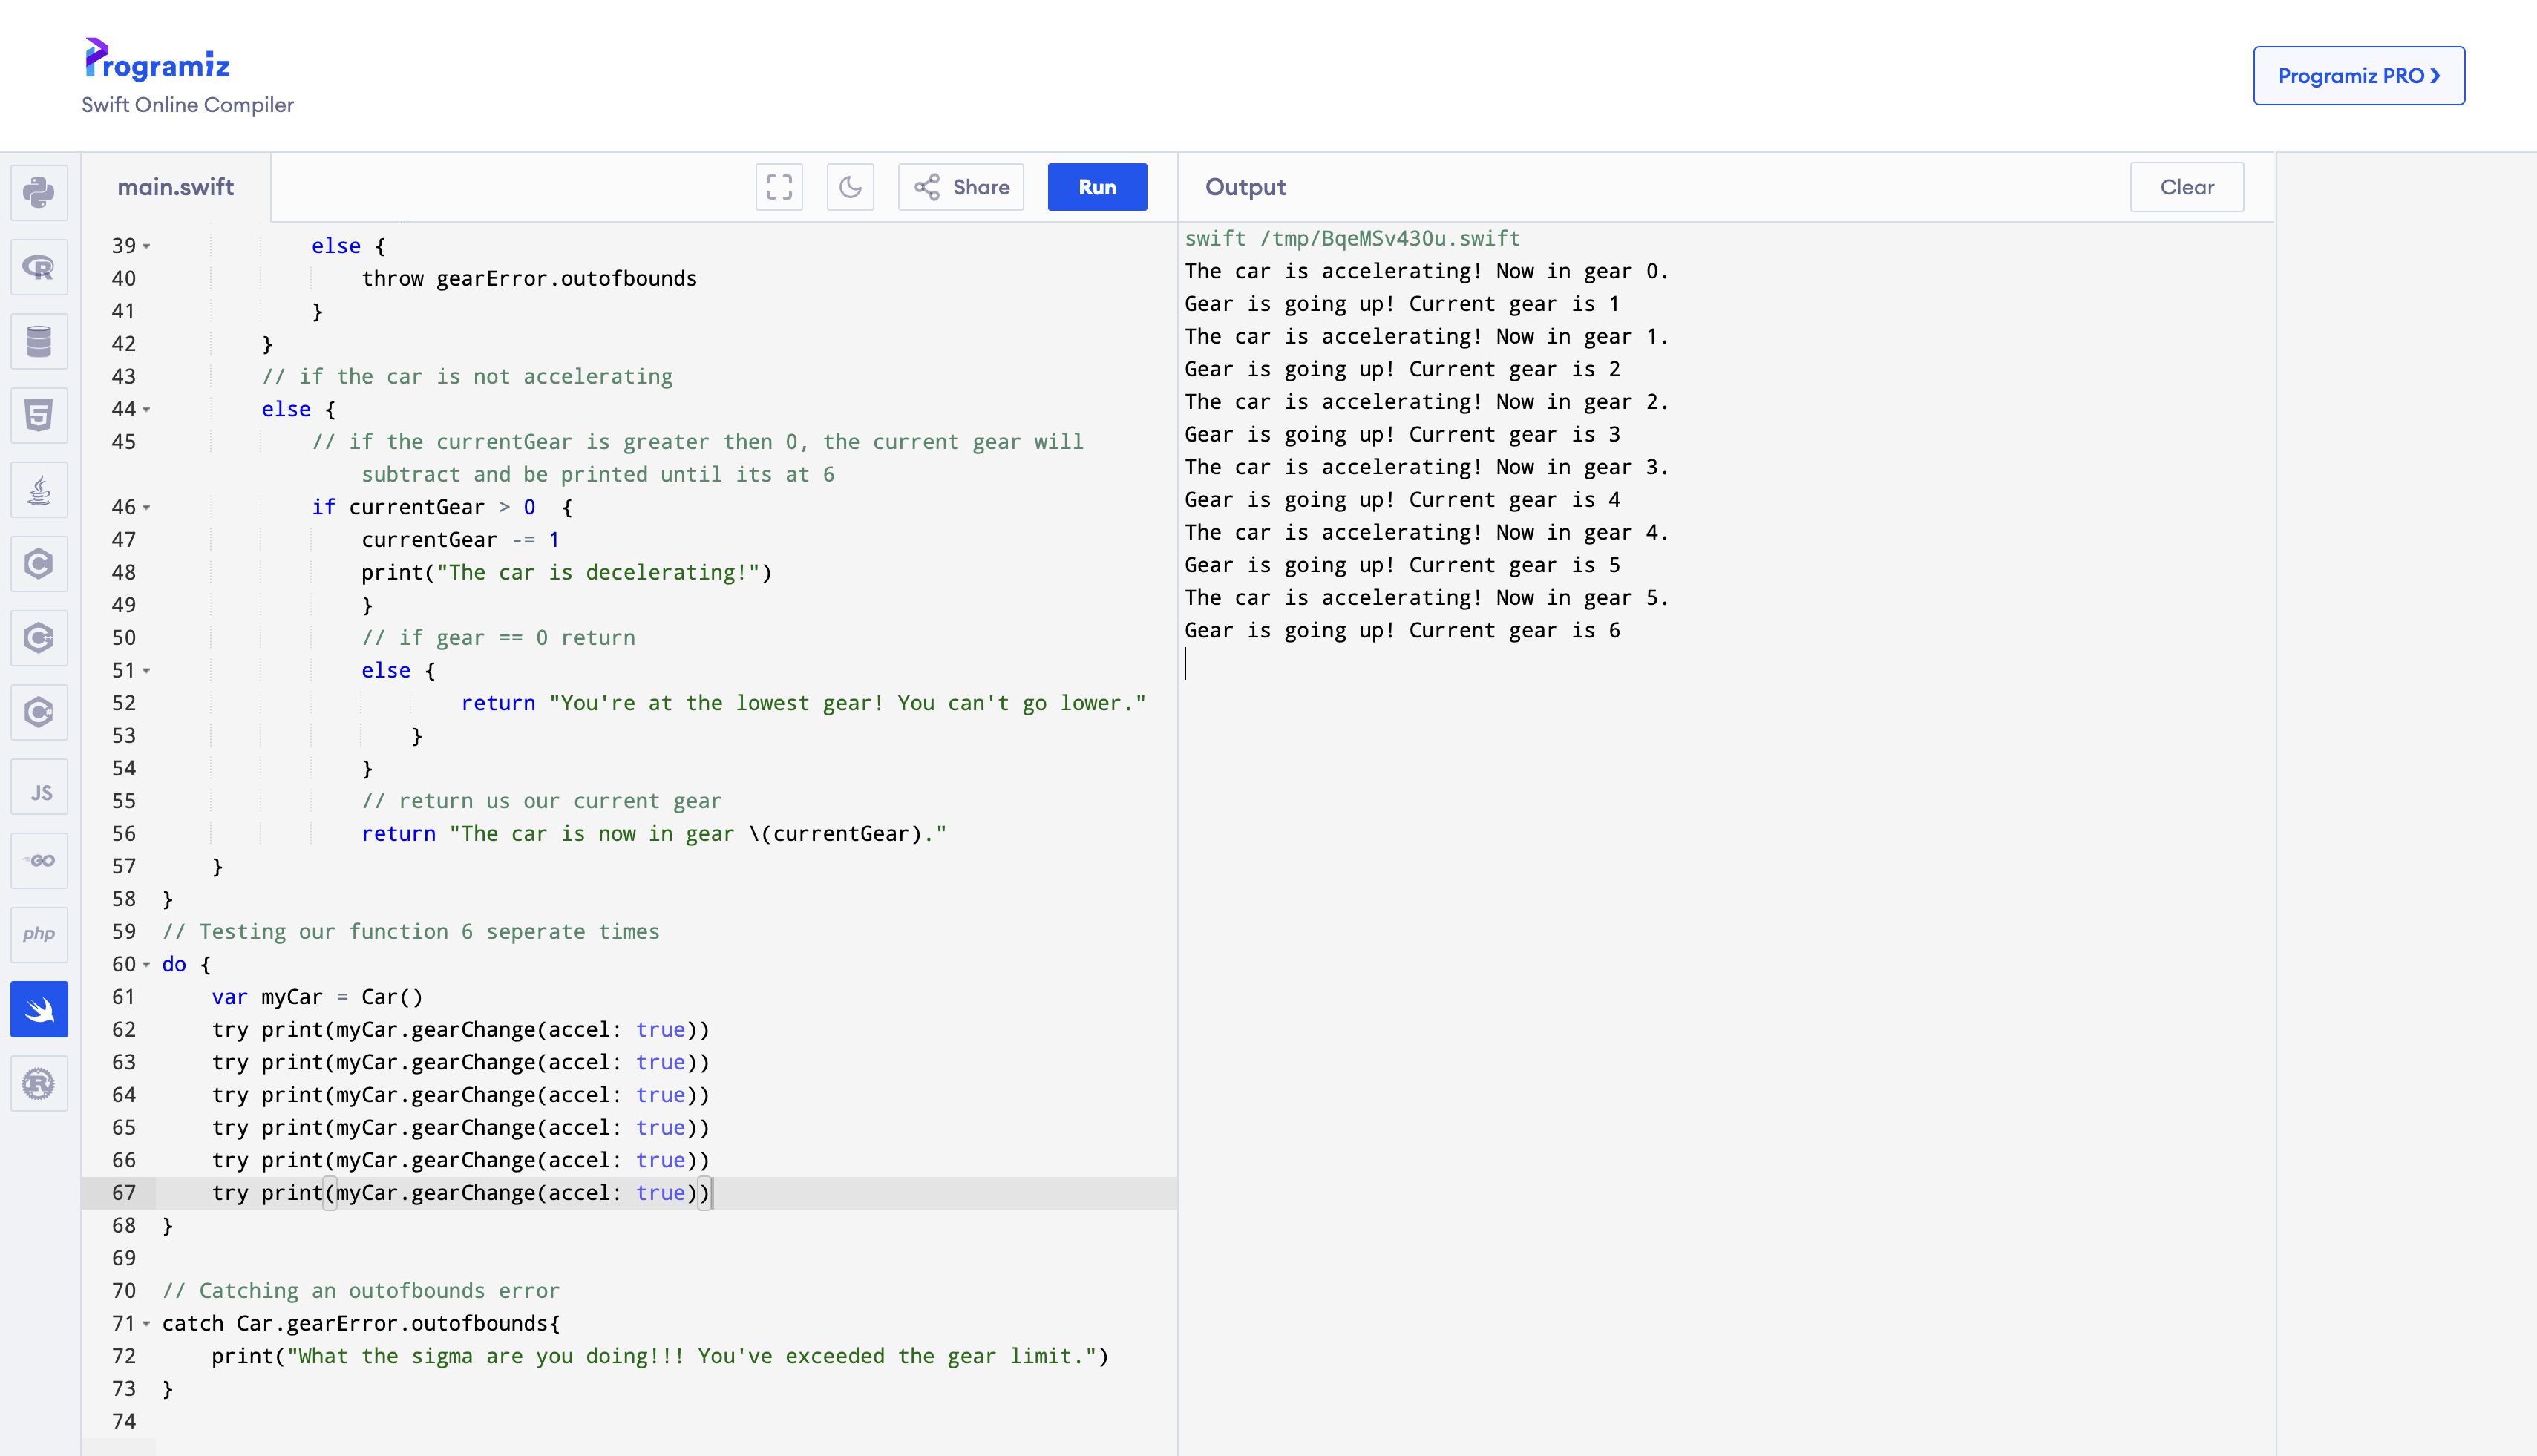 Programiz
Swift Online Compiler
Programiz PRO ❯
main.swift
Share
Run
Output
Clear
39 else {
40 throw gearError.outofbounds
41 }
42 }
43 // if the car is not accelerating
44 else {
45 // if the currentGear is greater then 0, the current gear will
subtract and be printed until its at 6
46 if currentGear > 0  {
47 currentGear -= 1
48 print("The car is decelerating!")
49 }
50 // if gear == 0 return
51 else {
52 return "You're at the lowest gear! You can't go lower."
53 }
54 }
55 // return us our current gear
56 return "The car is now in gear \(currentGear)."
57 }
58 }
59 // Testing our function 6 seperate times
60 do {
61 var myCar = Car()
62 try print(myCar.gearChange(accel: true))
63 try print(myCar.gearChange(accel: true))
64 try print(myCar.gearChange(accel: true))
65 try print(myCar.gearChange(accel: true))
66 try print(myCar.gearChange(accel: true))
67 try print(myCar.gearChange(accel: true))
68 }
69
70 // Catching an outofbounds error
71 catch Car.gearError.outofbounds{
72 print("What the sigma are you doing!!! You've exceeded the gear limit.")
73 }
74
swift /tmp/BqeMSv430u.swift
The car is accelerating! Now in gear 0.
Gear is going up! Current gear is 1
The car is accelerating! Now in gear 1.
Gear is going up! Current gear is 2
The car is accelerating! Now in gear 2.
Gear is going up! Current gear is 3
The car is accelerating! Now in gear 3.
Gear is going up! Current gear is 4
The car is accelerating! Now in gear 4.
Gear is going up! Current gear is 5
The car is accelerating! Now in gear 5.
Gear is going up! Current gear is 6
R
5
C
C
C
JS
GO
php
R